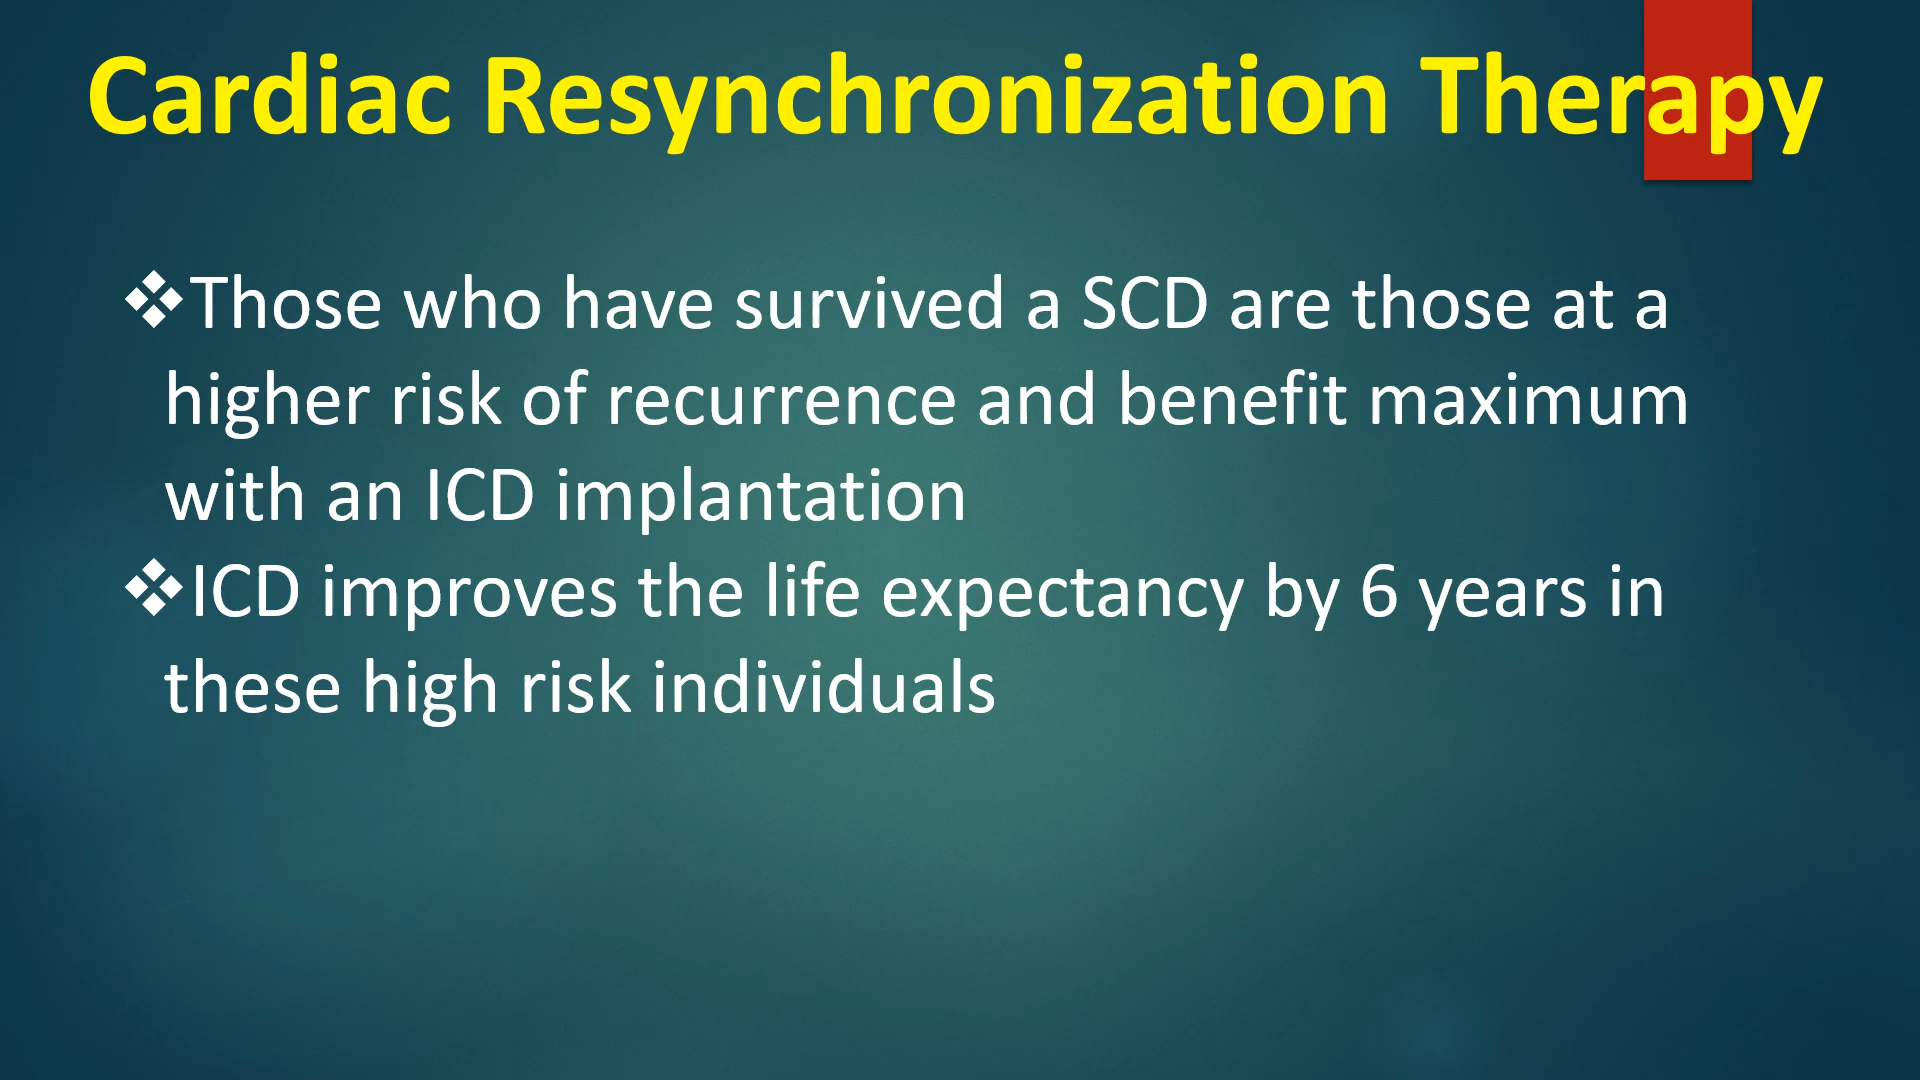 Cardiac Resynchronization Therapy
❖Those who have survived a SCD are those at a
higher risk of recurrence and benefit maximum
with an ICD implantation
❖ICD improves the life expectancy by 6 years in
these high risk individuals